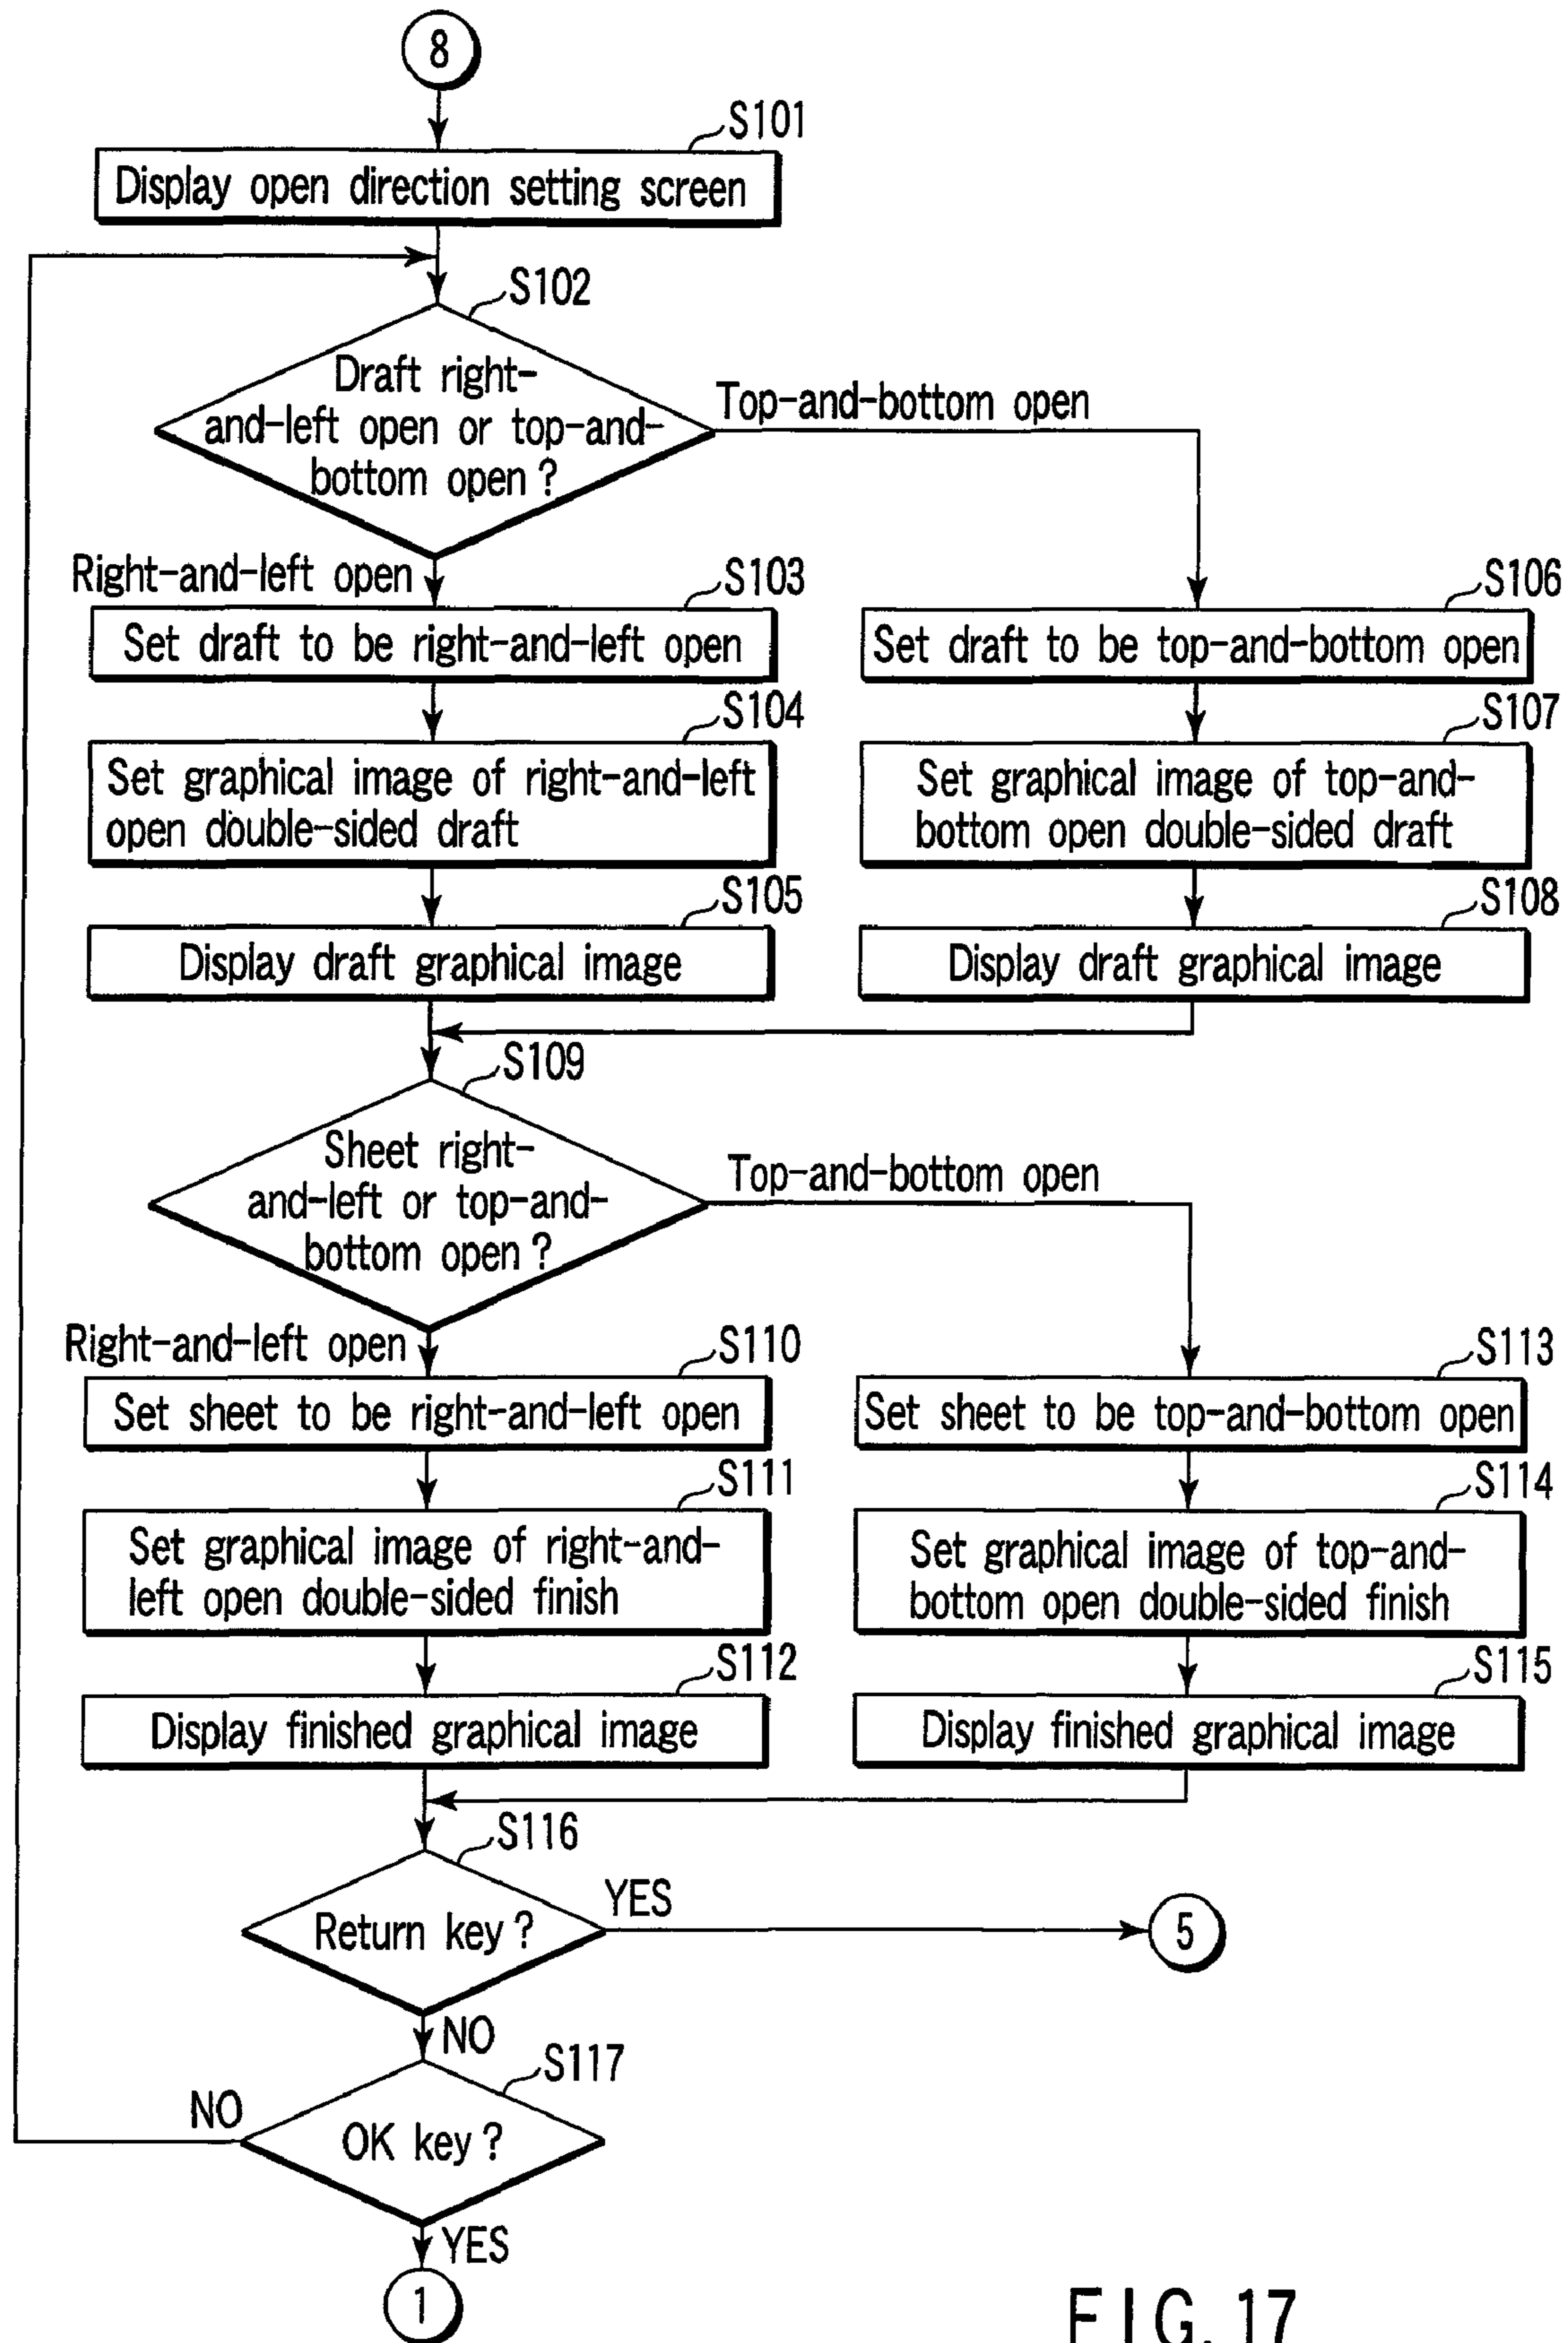 8
S101
Display open direction setting screen
S102
Draft right-
and-left open or top-and-
bottom open ?
Top-and-bottom open
Right-and-left open
S103
Set draft to be right-and-left open
S106
Set draft to be top-and-bottom open
S104
Set graphical image of right-and-left
open double-sided draft
S107
Set graphical image of top-and-
bottom open double-sided draft
S105
Display draft graphical image
S108
Display draft graphical image
S109
Sheet right-
and-left or top-and-
bottom open ?
Top-and-bottom open
Right-and-left open
S110
Set sheet to be right-and-left open
S113
Set sheet to be top-and-bottom open
S111
Set graphical image of right-and-
left open double-sided finish
S114
Set graphical image of top-and-
bottom open double-sided finish
S112
Display finished graphical image
S115
Display finished graphical image
S116
Return key ?
YES
5
NO
S117
OK key ?
NO
YES
1
FIG. 17